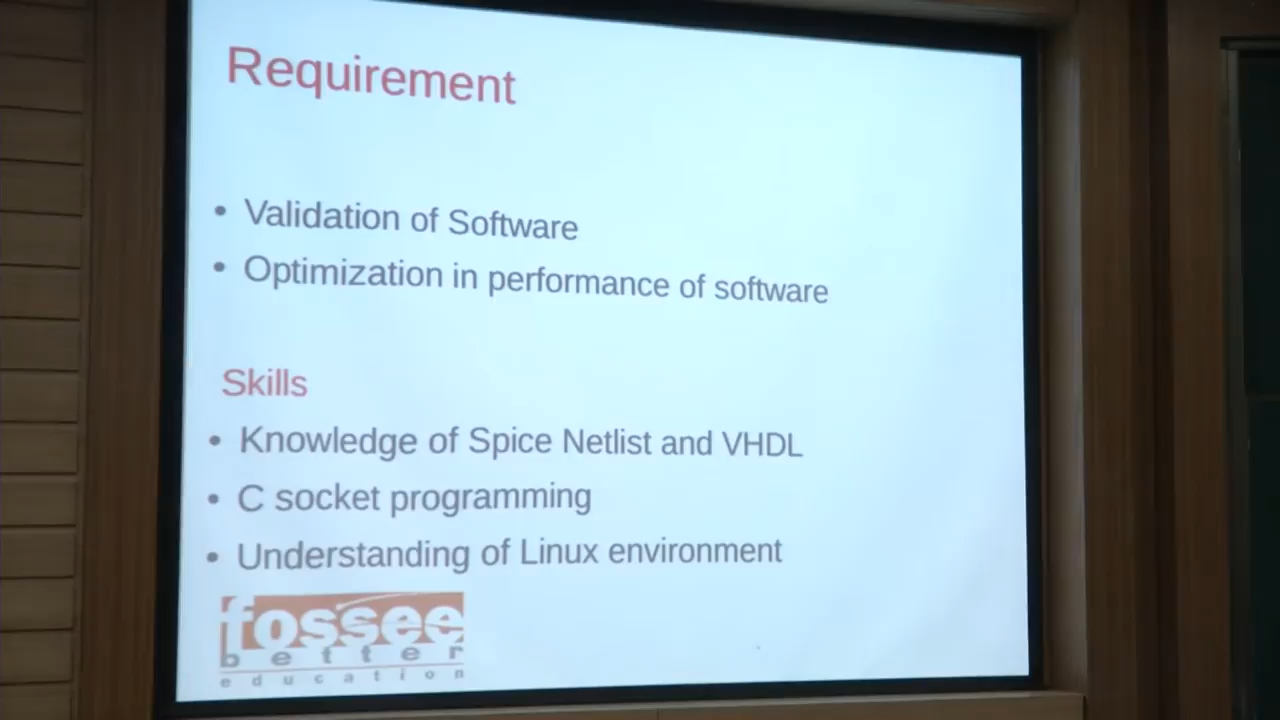 Requirement
• Validation of Software
• Optimization in performance of software
Skills
• Knowledge of Spice Netlist and VHDL
• C socket programming
• Understanding of Linux environment
fossee
better
education